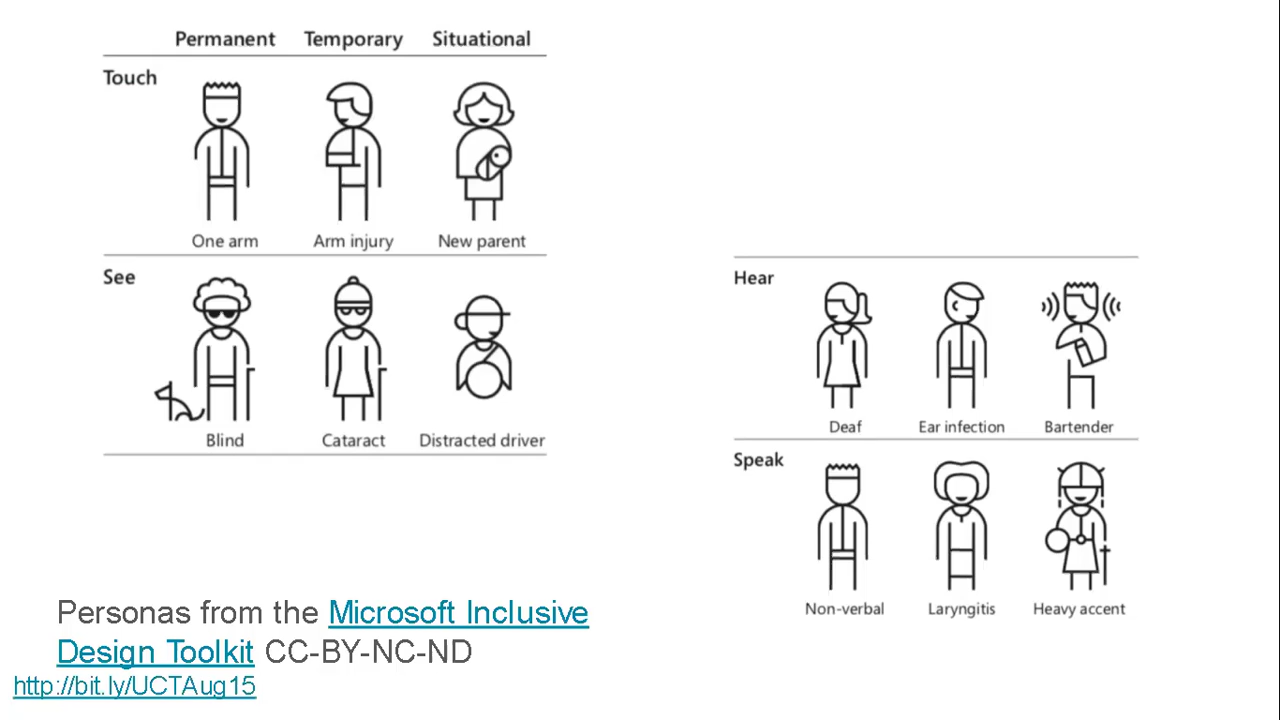 Permanent Temporary Situational
Touch
One arm Arm injury New parent
See
Blind Cataract Distracted driver
Hear
Deaf Ear infection Bartender
Speak
Non-verbal Laryngitis Heavy accent
Personas from the Microsoft Inclusive
Design Toolkit CC-BY-NC-ND
http://bit.ly/UCTAug15